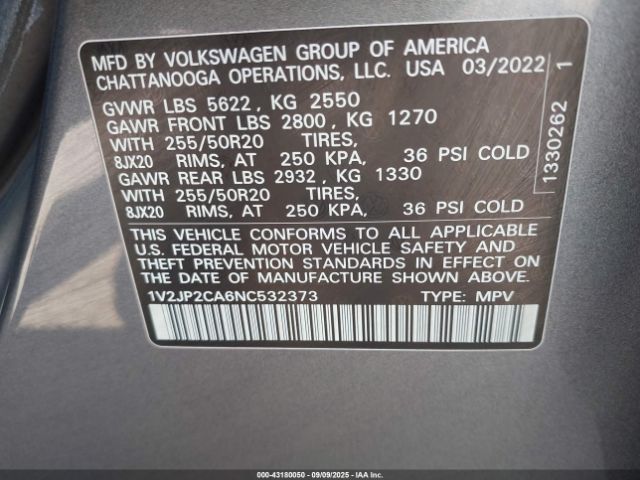 MFD BY VOLKSWAGEN GROUP OF AMERICA
CHATTANOOGA OPERATIONS, LLC. USA 03/2022
GVWR LBS 5622 , KG 2550
GAWR FRONT LBS 2800 , KG 1270
WITH 255/50R20 TIRES,
8JX20 RIMS, AT 250 KPA, 36 PSI COLD
GAWR REAR LBS 2932 , KG 1330
WITH 255/50R20 TIRES,
8JX20 RIMS, AT 250 KPA, 36 PSI COLD
THIS VEHICLE CONFORMS TO ALL APPLICABLE
U.S. FEDERAL MOTOR VEHICLE SAFETY AND
THEFT PREVENTION STANDARDS IN EFFECT ON
THE DATE OF MANUFACTURE SHOWN ABOVE.
1V2JP2CA6NC532373 TYPE: MPV
1330262 1
000-43180050 - 09/09/2025 - IAAI.COM